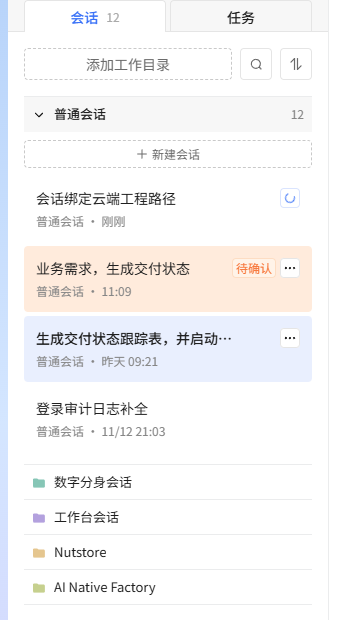 会话 12 任务
添加工作目录
普通会话 12
新建会话
会话绑定云端工程路径
普通会话 • 刚刚
业务需求，生成交付状态 待确认
普通会话 • 11:09
生成交付状态跟踪表，并启动…
普通会话 • 昨天 09:21
登录审计日志补全
普通会话 • 11/12 21:03
数字分身会话
工作台会话
Nutstore
AI Native Factory